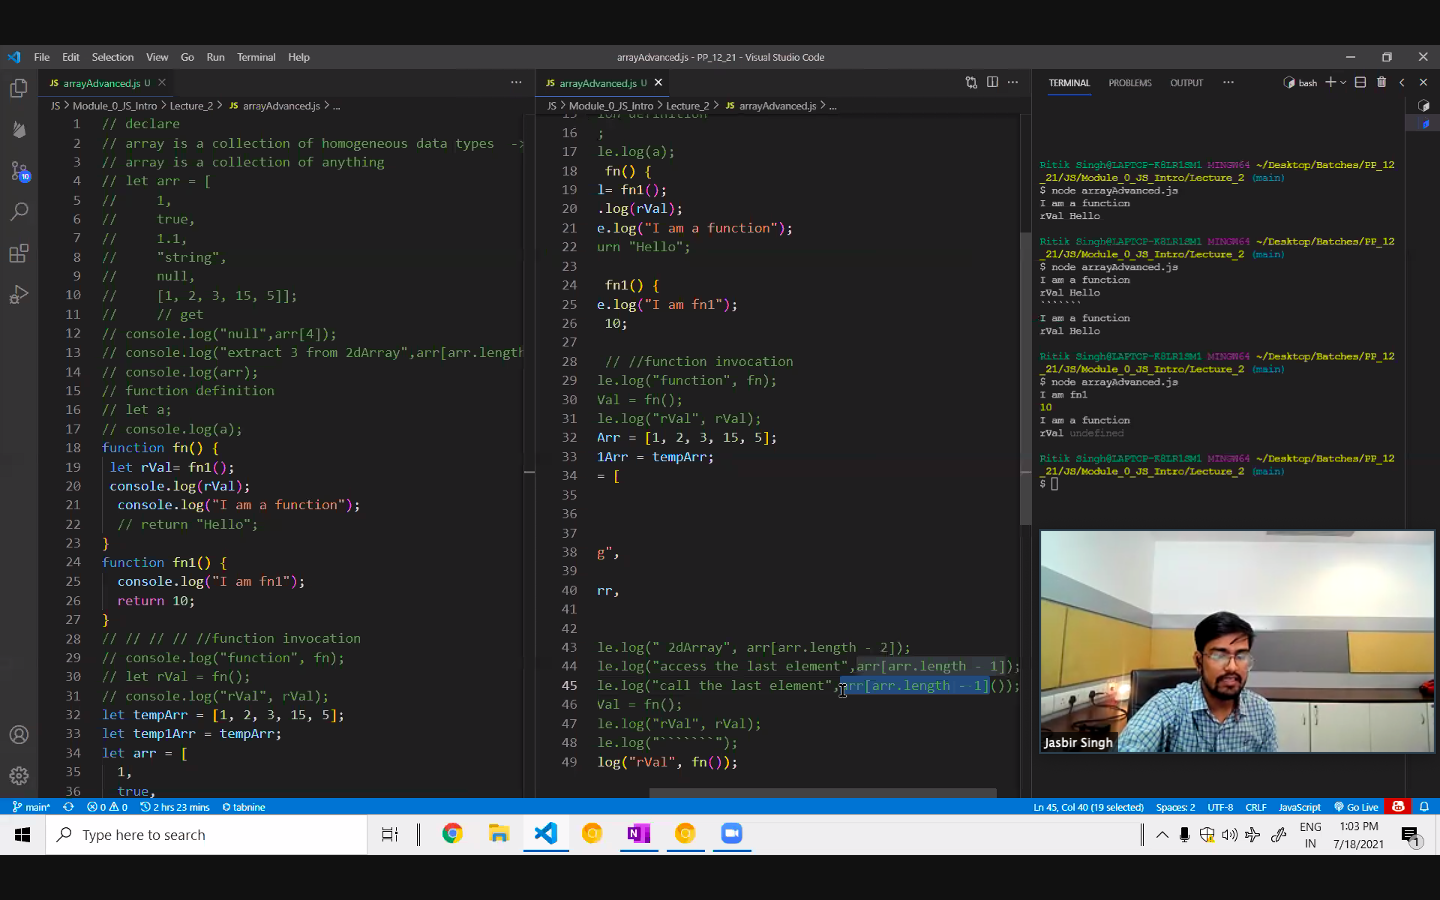 File Edit Selection View Go Run Terminal Help
arrayAdvanced.js - PP_12_21 - Visual Studio Code
JS arrayAdvanced.js U
JS > Module_0_JS_Intro > Lecture_2 > JS arrayAdvanced.js > ...
1 // declare
2 // array is a collection of homogeneous data types ->
3 // array is a collection of anything
4 // let arr = [
5 //     1,
6 //     true,
7 //     1.1,
8 //     "string",
9 //     null,
10 //     [1, 2, 3, 15, 5]];
11 //     // get
12 // console.log("null",arr[4]);
13 // console.log("extract 3 from 2dArray",arr[arr.length
14 // console.log(arr);
15 // function definition
16 // let a;
17 // console.log(a);
18 function fn() {
19 let rVal= fn1();
20 console.log(rVal);
21 console.log("I am a function");
22 // return "Hello";
23 }
24 function fn1() {
25 console.log("I am fn1");
26 return 10;
27 }
28 // // // // //function invocation
29 // console.log("function", fn);
30 // let rVal = fn();
31 // console.log("rVal", rVal);
32 let tempArr = [1, 2, 3, 15, 5];
33 let temp1Arr = tempArr;
34 let arr = [
35 1,
36 true,
JS arrayAdvanced.js U
JS > Module_0_JS_Intro > Lecture_2 > JS arrayAdvanced.js > ...
15 ion definition
16 ;
17 le.log(a);
18 fn() {
19 l= fn1();
20 .log(rVal);
21 e.log("I am a function");
22 urn "Hello";
23
24 fn1() {
25 e.log("I am fn1");
26 10;
27
28 // //function invocation
29 le.log("function", fn);
30 Val = fn();
31 le.log("rVal", rVal);
32 Arr = [1, 2, 3, 15, 5];
33 1Arr = tempArr;
34 = [
35
36
37
38 g",
39
40 rr,
41
42
43 le.log(" 2dArray", arr[arr.length - 2]);
44 le.log("access the last element",arr[arr.length - 1]);
45 le.log("call the last element",arr[arr.length - 1]());
46 Val = fn();
47 le.log("rVal", rVal);
48 le.log("```````");
49 log("rVal", fn());
TERMINAL PROBLEMS OUTPUT ... bash
Ritik Singh@LAPTOP-K8LR1SM1 MINGW64 ~/Desktop/Batches/PP_12
_21/JS/Module_0_JS_Intro/Lecture_2 (main)
$ node arrayAdvanced.js
I am a function
rVal Hello
Ritik Singh@LAPTOP-K8LR1SM1 MINGW64 ~/Desktop/Batches/PP_12
_21/JS/Module_0_JS_Intro/Lecture_2 (main)
$ node arrayAdvanced.js
I am a function
rVal Hello
```````
I am a function
rVal Hello
Ritik Singh@LAPTOP-K8LR1SM1 MINGW64 ~/Desktop/Batches/PP_12
_21/JS/Module_0_JS_Intro/Lecture_2 (main)
$ node arrayAdvanced.js
I am fn1
10
I am a function
rVal undefined
Ritik Singh@LAPTOP-K8LR1SM1 MINGW64 ~/Desktop/Batches/PP_12
_21/JS/Module_0_JS_Intro/Lecture_2 (main)
$
Jasbir Singh
10
main* 0 0 2 hrs 23 mins tabnine
Ln 45, Col 40 (19 selected) Spaces: 2 UTF-8 CRLF JavaScript Go Live
Type here to search
ENG
IN
1:03 PM
7/18/2021
1